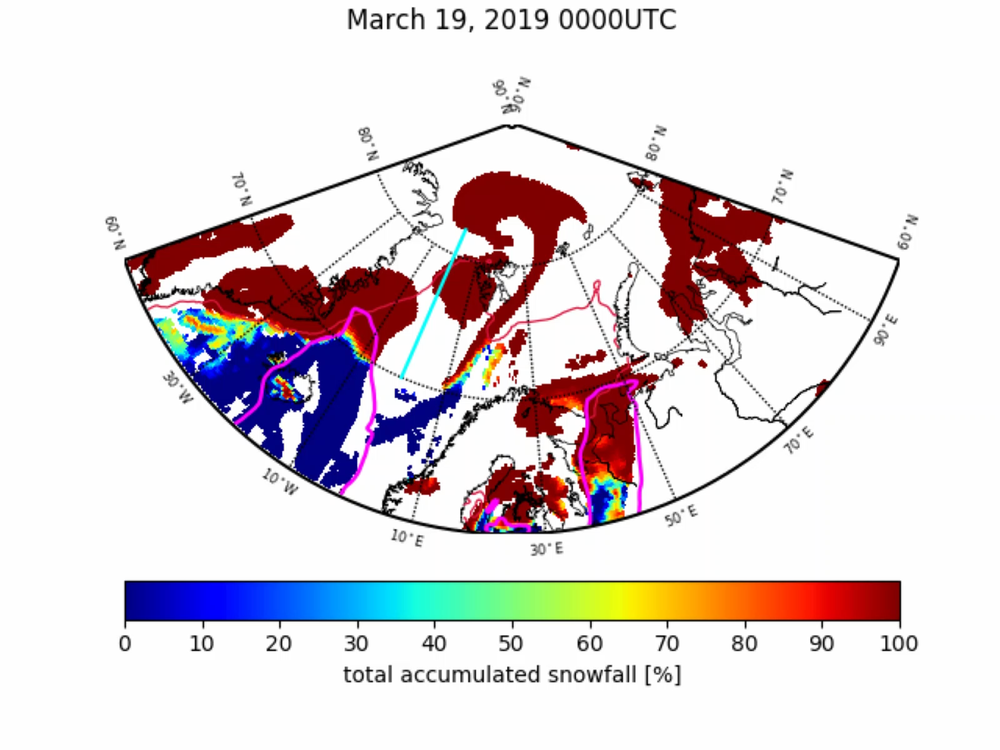 March 19, 2019 0000UTC
90°N
90°N
80°N
80°N
70°N
70°N
60°N
60°N
90°E
30°W
70°E
10°W
50°E
10°E
30°E
0 10 20 30 40 50 60 70 80 90 100
total accumulated snowfall [%]